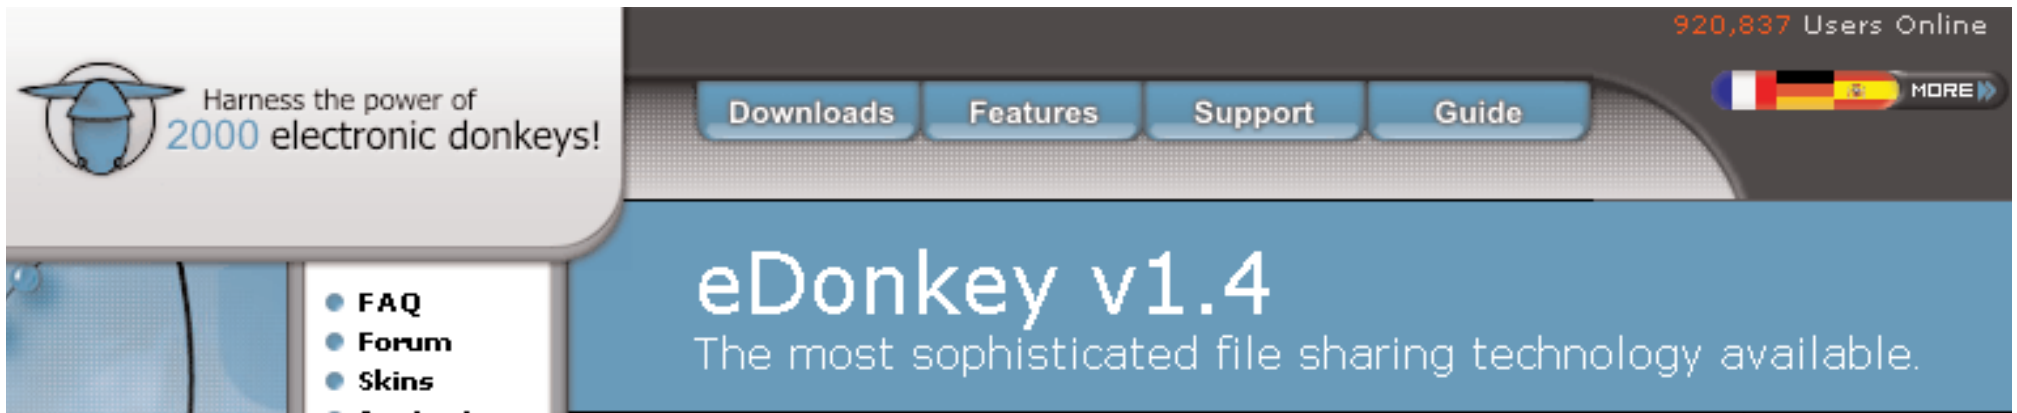 920,837 Users Online
MORE
Harness the power of
2000 electronic donkeys!
Downloads Features Support Guide
eDonkey v1.4
The most sophisticated file sharing technology available.
FAQ
Forum
Skins